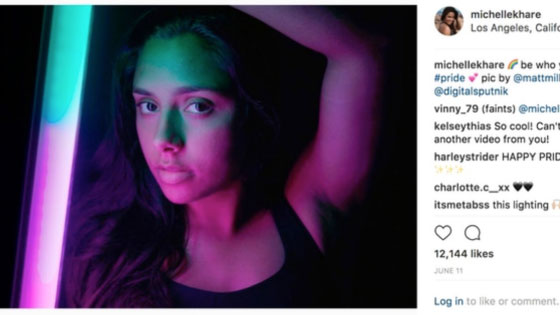 michellekhare
Los Angeles, Califo
michellekhare 🌈 be who y
#pride 💕 pic by @mattmill
@digitalsputnik
vinny_79 (faints) @michel
kelseythias So cool! Can't
another video from you!
harleystrider HAPPY PRID
✨✨✨
charlotte.c__xx 🖤🖤
itsmetabss this lighting 🙌
12,144 likes
JUNE 11
Log in to like or comment.